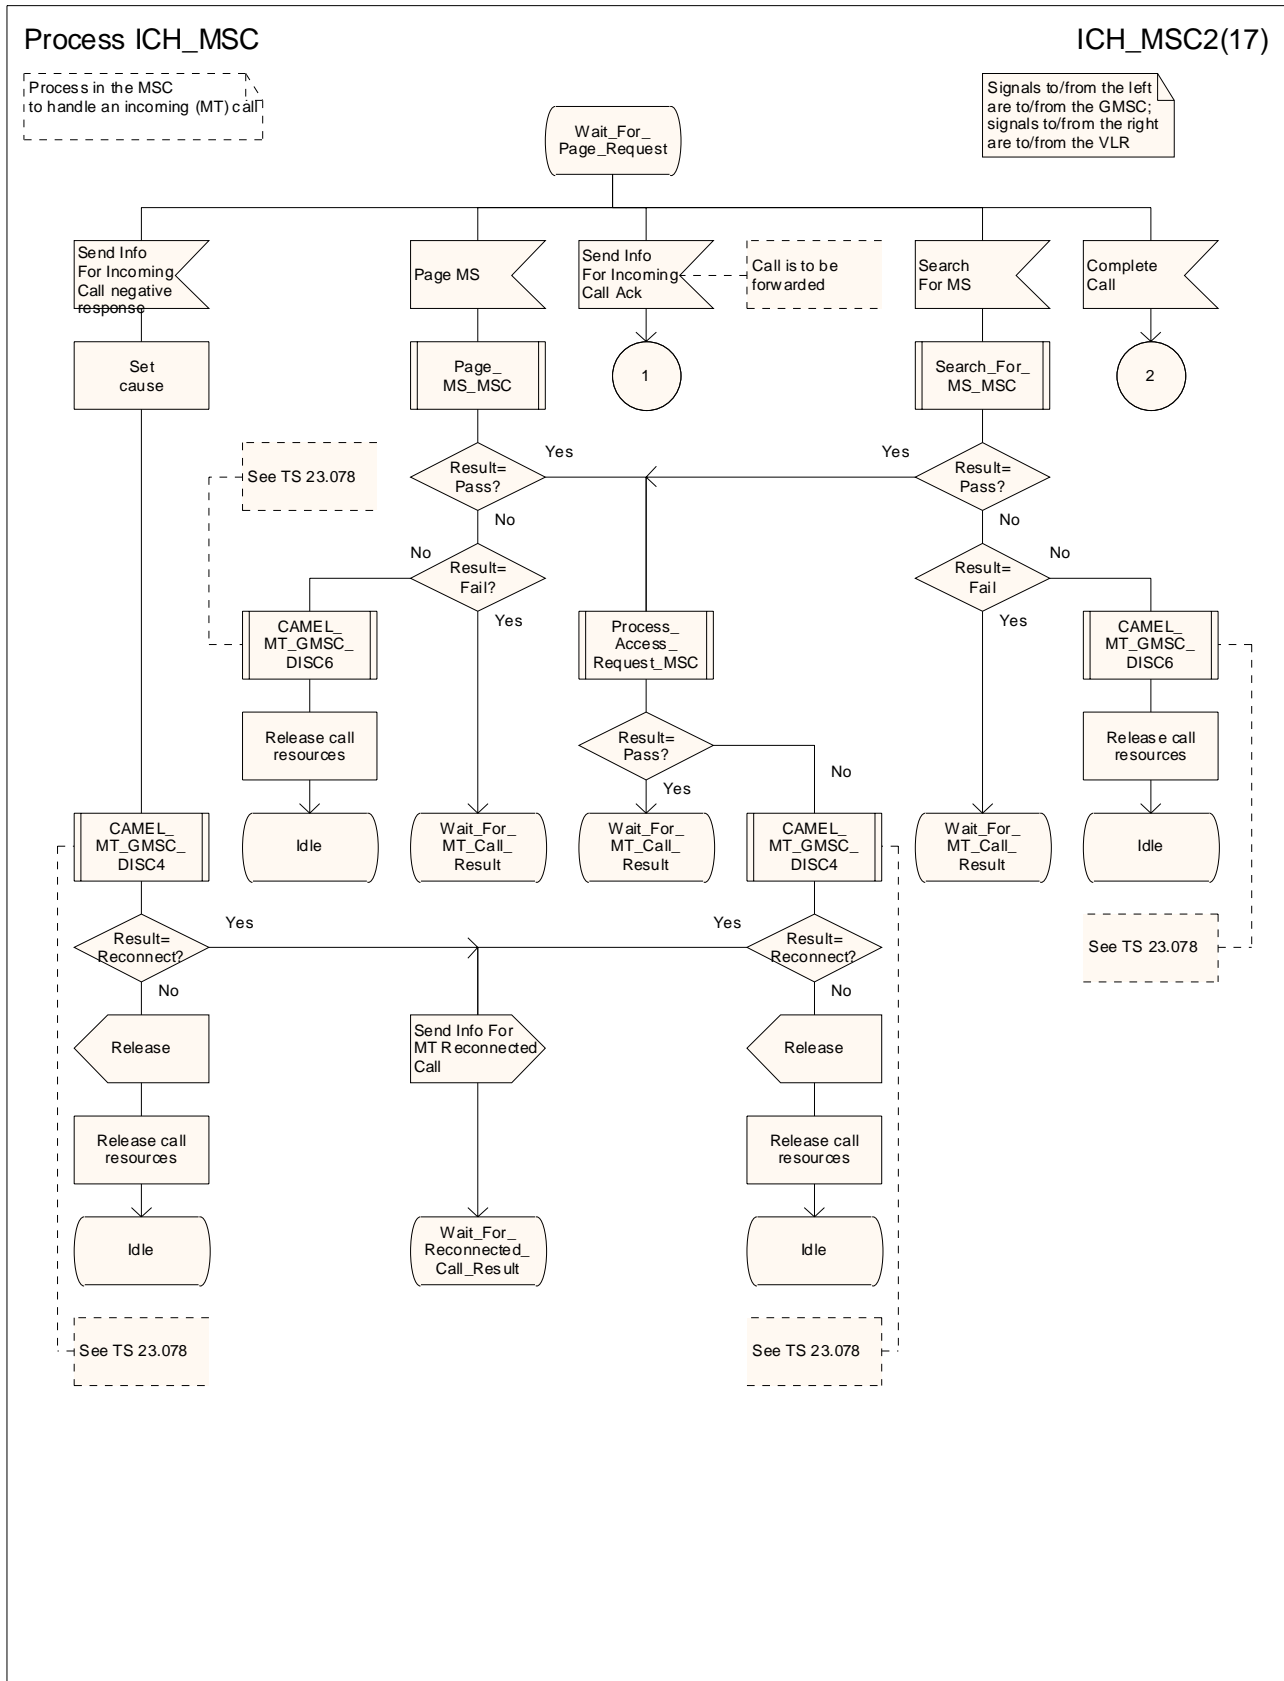 Process ICH_MSC
ICH_MSC2(17)
Process in the MSC
to handle an incoming (MT) call
Signals to/from the left
are to/from the GMSC;
signals to/from the right
are to/from the VLR
Wait_For_
Page_Request
Send Info
For Incoming
Call negative
response
Page MS
Send Info
For Incoming
Call Ack
Call is to be
forwarded
Search
For MS
Complete
Call
Set
cause
Page_
MS_MSC
1
Search_For_
MS_MSC
2
See TS 23.078
Result=
Pass?
Yes
No
Yes
Result=
Pass?
No
No
Result=
Fail?
Yes
Result=
Fail
No
Yes
CAMEL_
MT_GMSC_
DISC6
Process_
Access_
Request_MSC
CAMEL_
MT_GMSC_
DISC6
Release call
resources
Result=
Pass?
No
Yes
Release call
resources
CAMEL_
MT_GMSC_
DISC4
Idle
Wait_For_
MT_Call_
Result
Wait_For_
MT_Call_
Result
CAMEL_
MT_GMSC_
DISC4
Wait_For_
MT_Call_
Result
Idle
Result=
Reconnect?
Yes
No
Yes
Result=
Reconnect?
No
See TS 23.078
Release
Send Info For
MT Reconnected
Call
Release
Release call
resources
Release call
resources
Idle
Wait_For_
Reconnected_
Call_Result
Idle
See TS 23.078
See TS 23.078